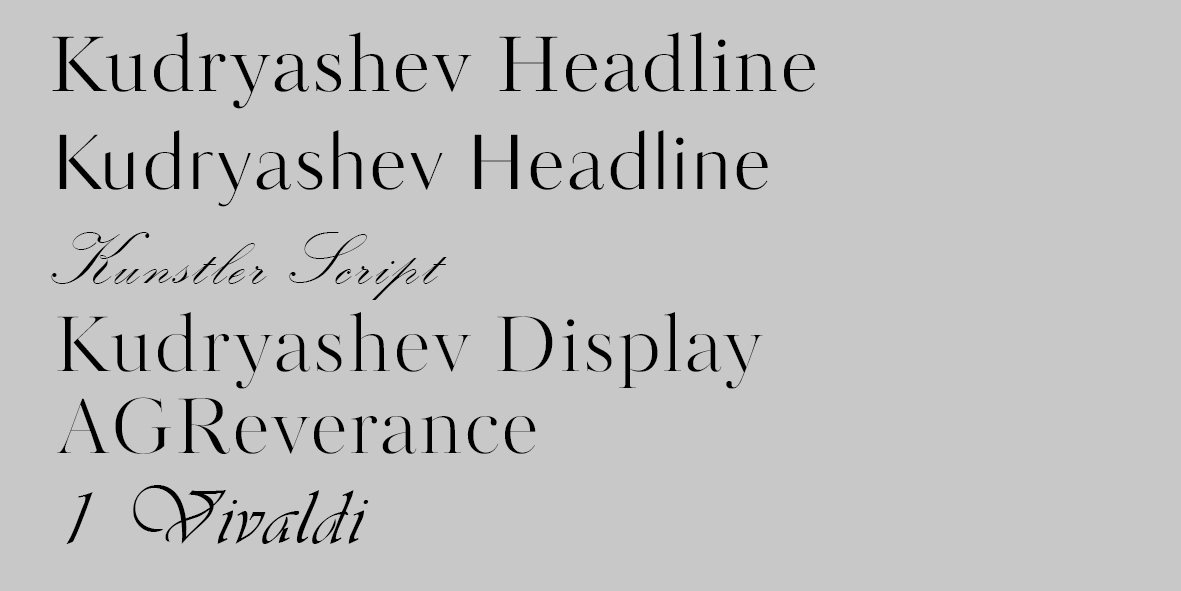 Kudryashev Headline
Kudryashev Headline
Kunstler Script
Kudryashev Display
AGReverance
1 Vivaldi